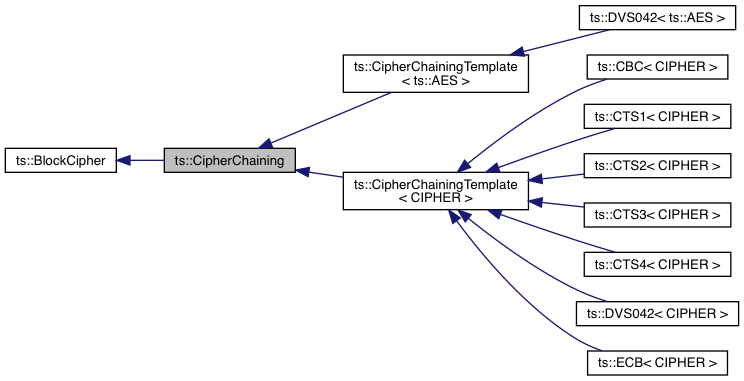 ts::BlockCipher
ts::CipherChaining
ts::CipherChainingTemplate
< ts::AES >
ts::CipherChainingTemplate
< CIPHER >
ts::DVS042< ts::AES >
ts::CBC< CIPHER >
ts::CTS1< CIPHER >
ts::CTS2< CIPHER >
ts::CTS3< CIPHER >
ts::CTS4< CIPHER >
ts::DVS042< CIPHER >
ts::ECB< CIPHER >